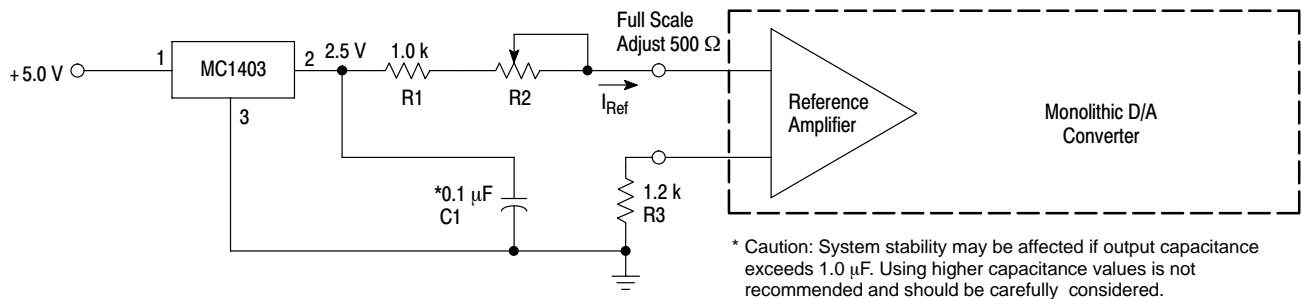 Full Scale
Adjust 500 Ω
+ 5.0 V
1
MC1403
2
2.5 V
1.0 k
R1
R2
IRef
3
Reference
Amplifier
Monolithic D/A
Converter
*0.1 μF
C1
1.2 k
R3
* Caution: System stability may be affected if output capacitance
exceeds 1.0 μF. Using higher capacitance values is not
recommended and should be carefully considered.